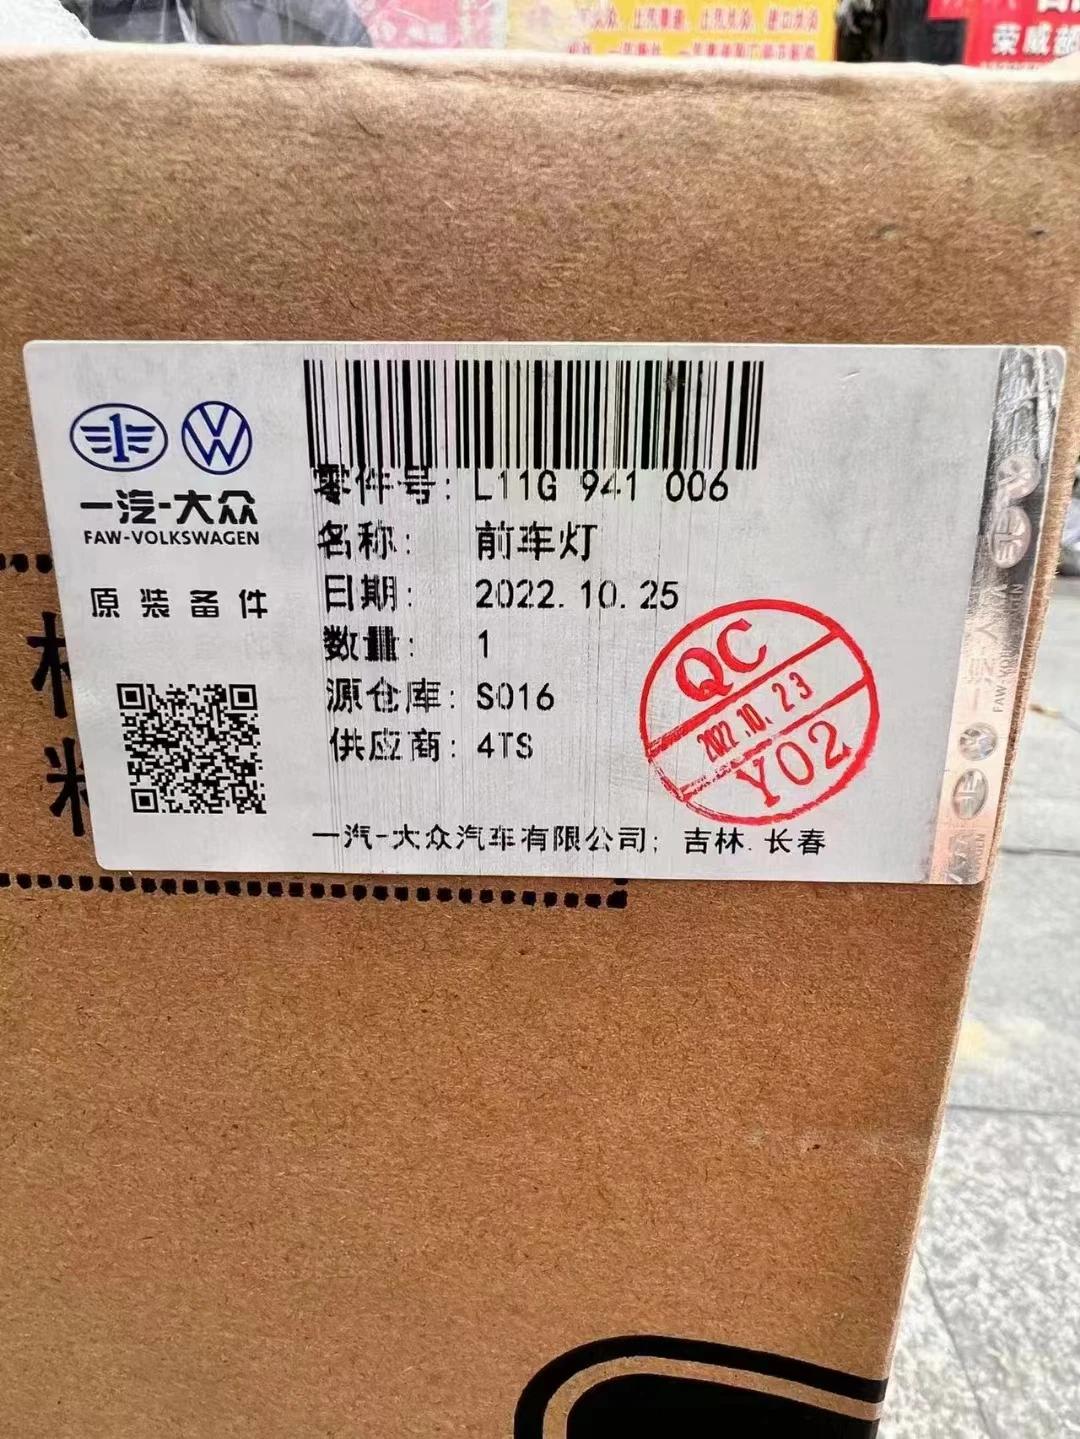 荣威
一汽-大众
FAW-VOLKSWAGEN
原装备件
零件号: L11G 941 006
名称: 前车灯
日期: 2022.10.25
数量: 1
源仓库: S016
供应商: 4TS
QC
2022.10.23
Y02
一汽-大众汽车有限公司; 吉林.长春